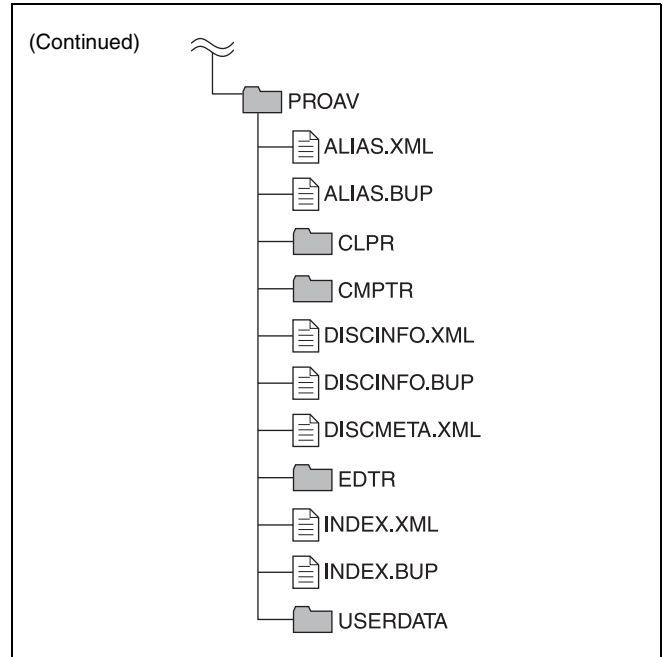 (Continued)
PROAV
ALIAS.XML
ALIAS.BUP
CLPR
CMPTR
DISCINFO.XML
DISCINFO.BUP
DISCMETA.XML
EDTR
INDEX.XML
INDEX.BUP
USERDATA